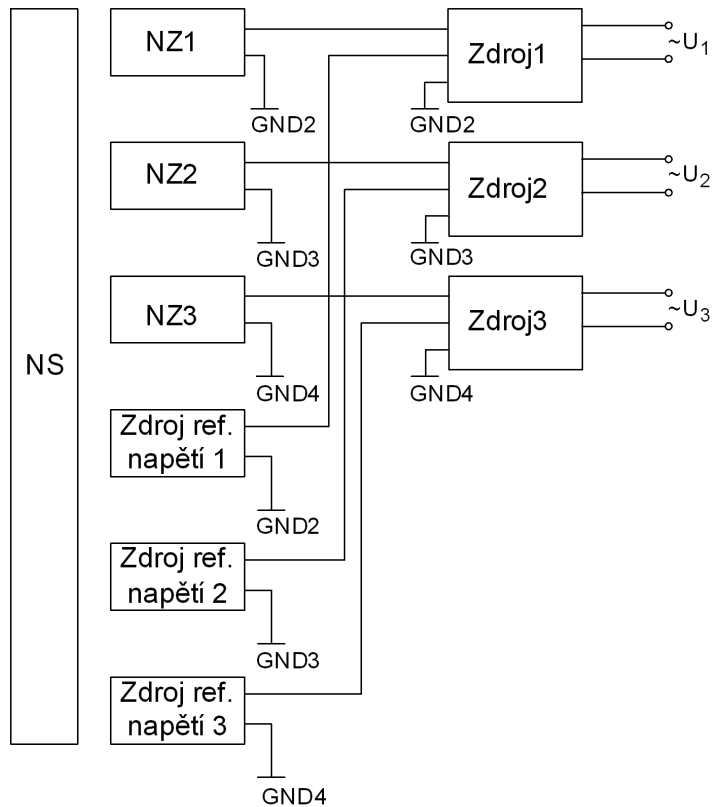 NS
NZ1
GND2
Zdroj1
GND2
~U1
NZ2
GND3
Zdroj2
GND3
~U2
NZ3
GND4
Zdroj3
GND4
~U3
Zdroj ref.
napětí 1
GND2
Zdroj ref.
napětí 2
GND3
Zdroj ref.
napětí 3
GND4